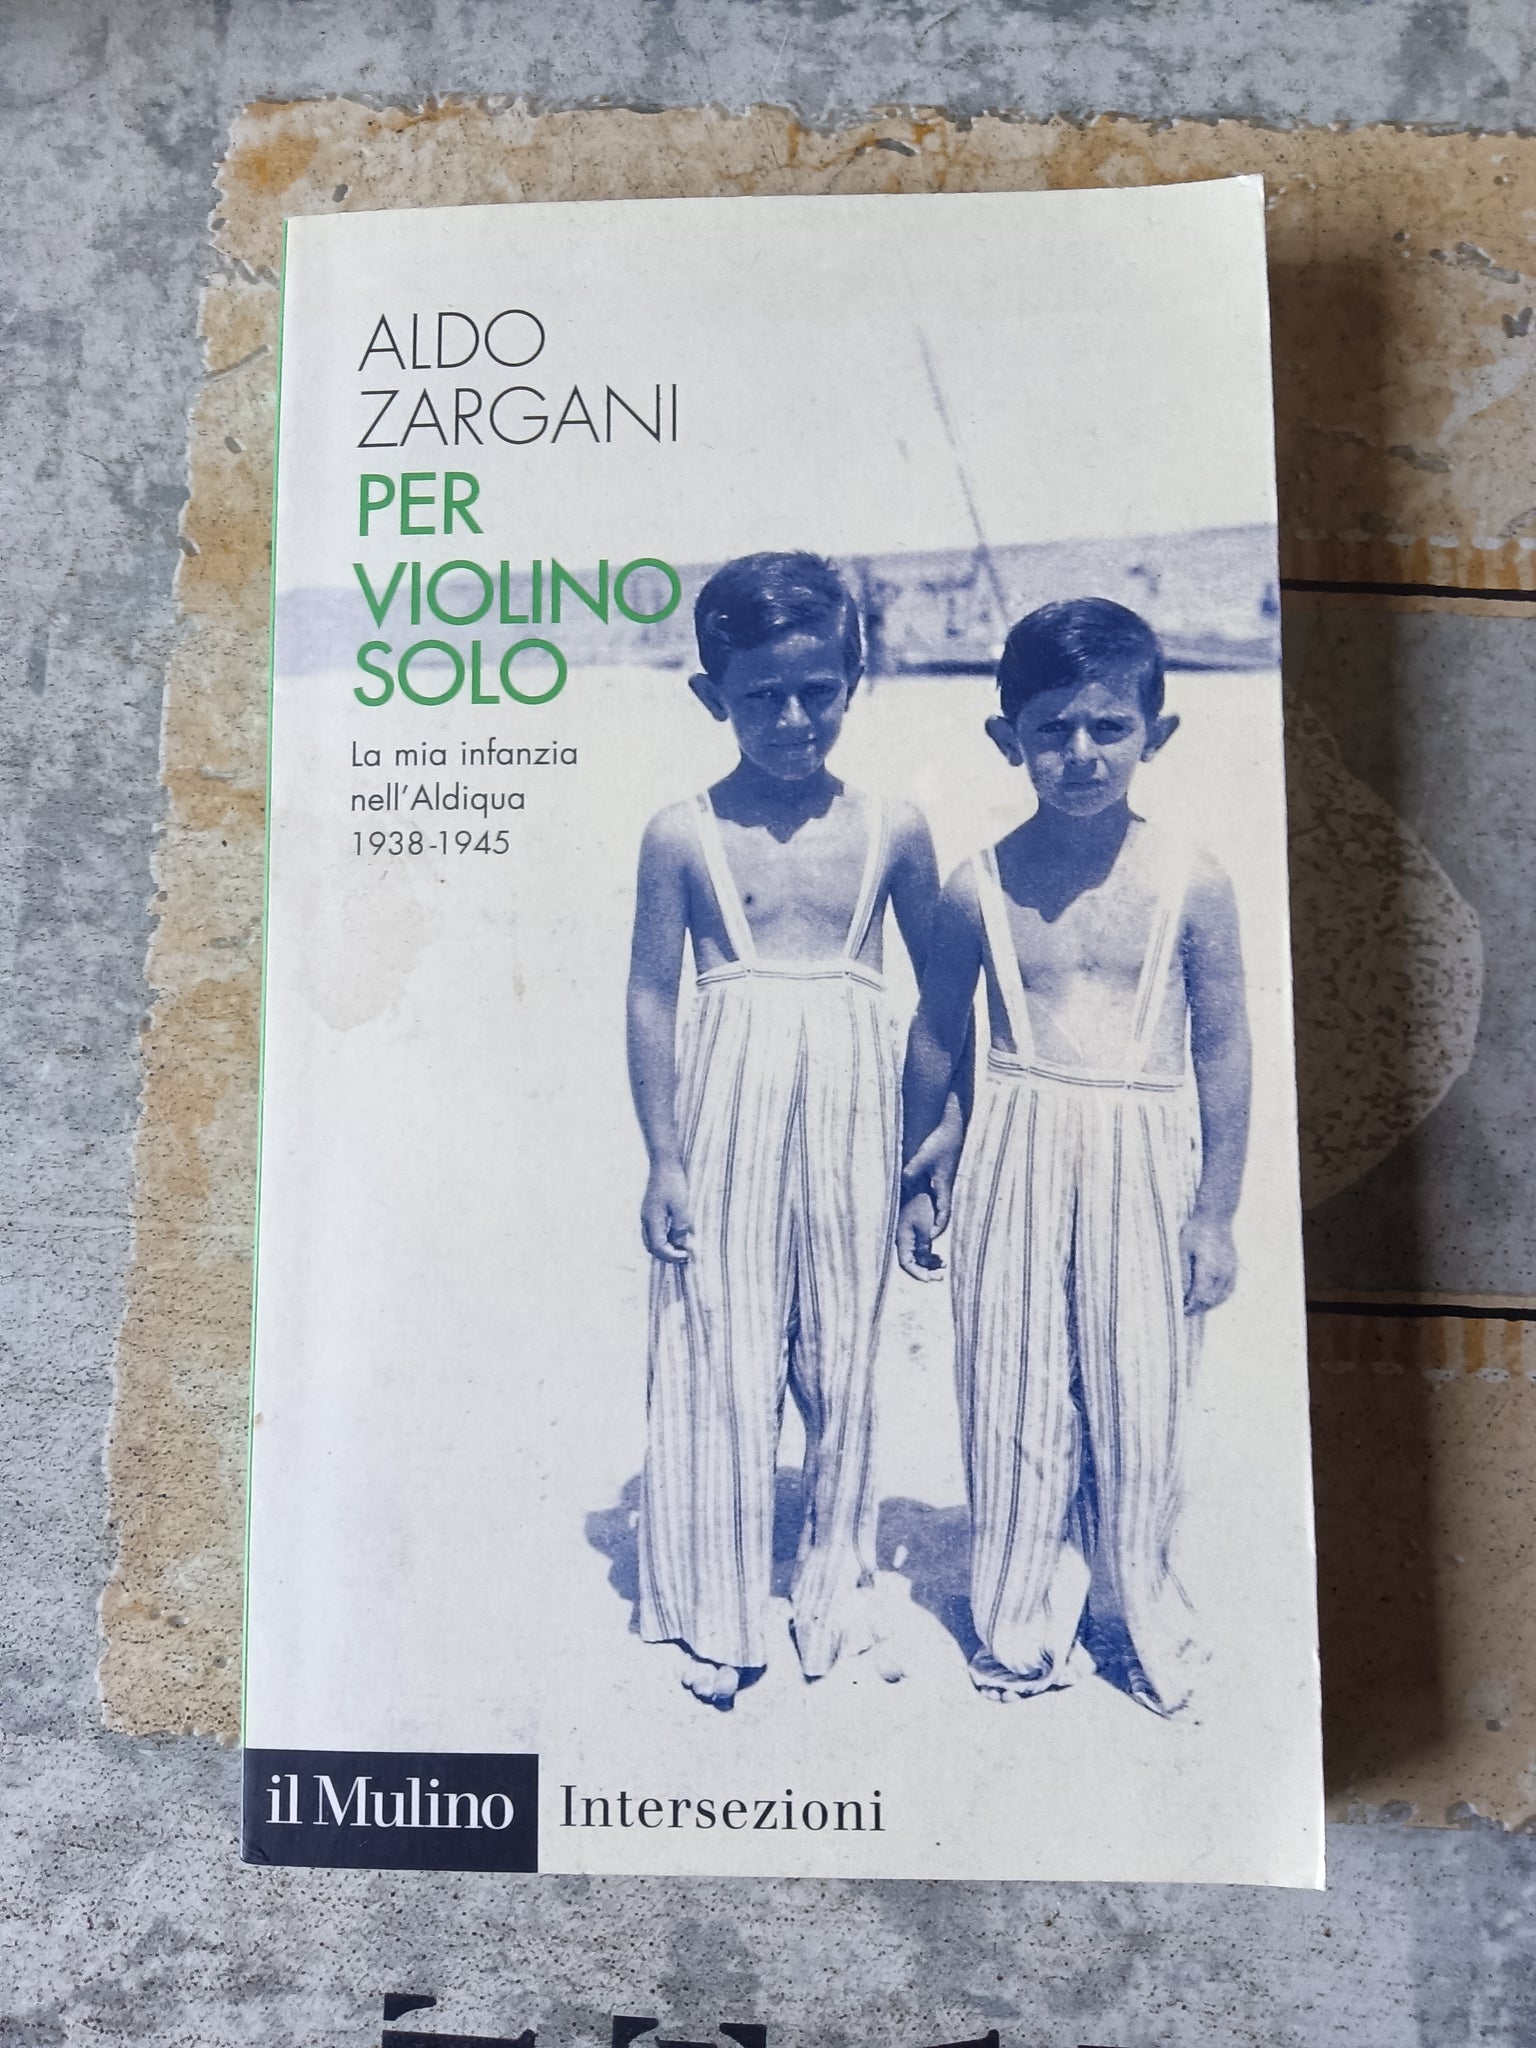 ALDO
ZARGANI
PER
VIOLINO
SOLO
La mia infanzia
nell'Aldiqua
1938-1945
il Mulino
Intersezioni